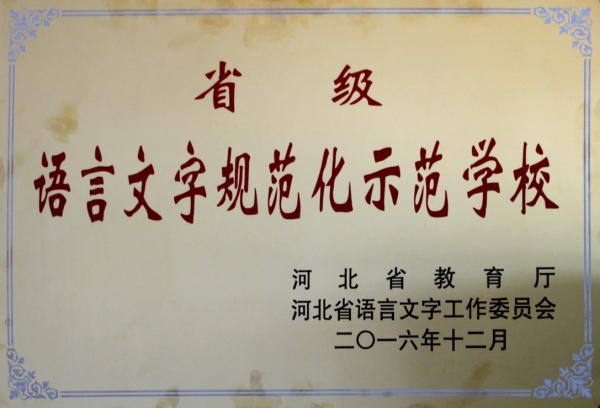 省级
语言文字规范化示范学校
河北省教育厅
河北省语言文字工作委员会
二〇一六年十二月